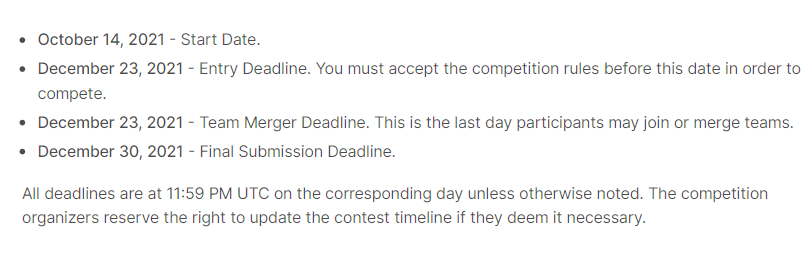 • October 14, 2021 - Start Date.
• December 23, 2021 - Entry Deadline. You must accept the competition rules before this date in order to
compete.
• December 23, 2021 - Team Merger Deadline. This is the last day participants may join or merge teams.
• December 30, 2021 - Final Submission Deadline.
All deadlines are at 11:59 PM UTC on the corresponding day unless otherwise noted. The competition
organizers reserve the right to update the contest timeline if they deem it necessary.